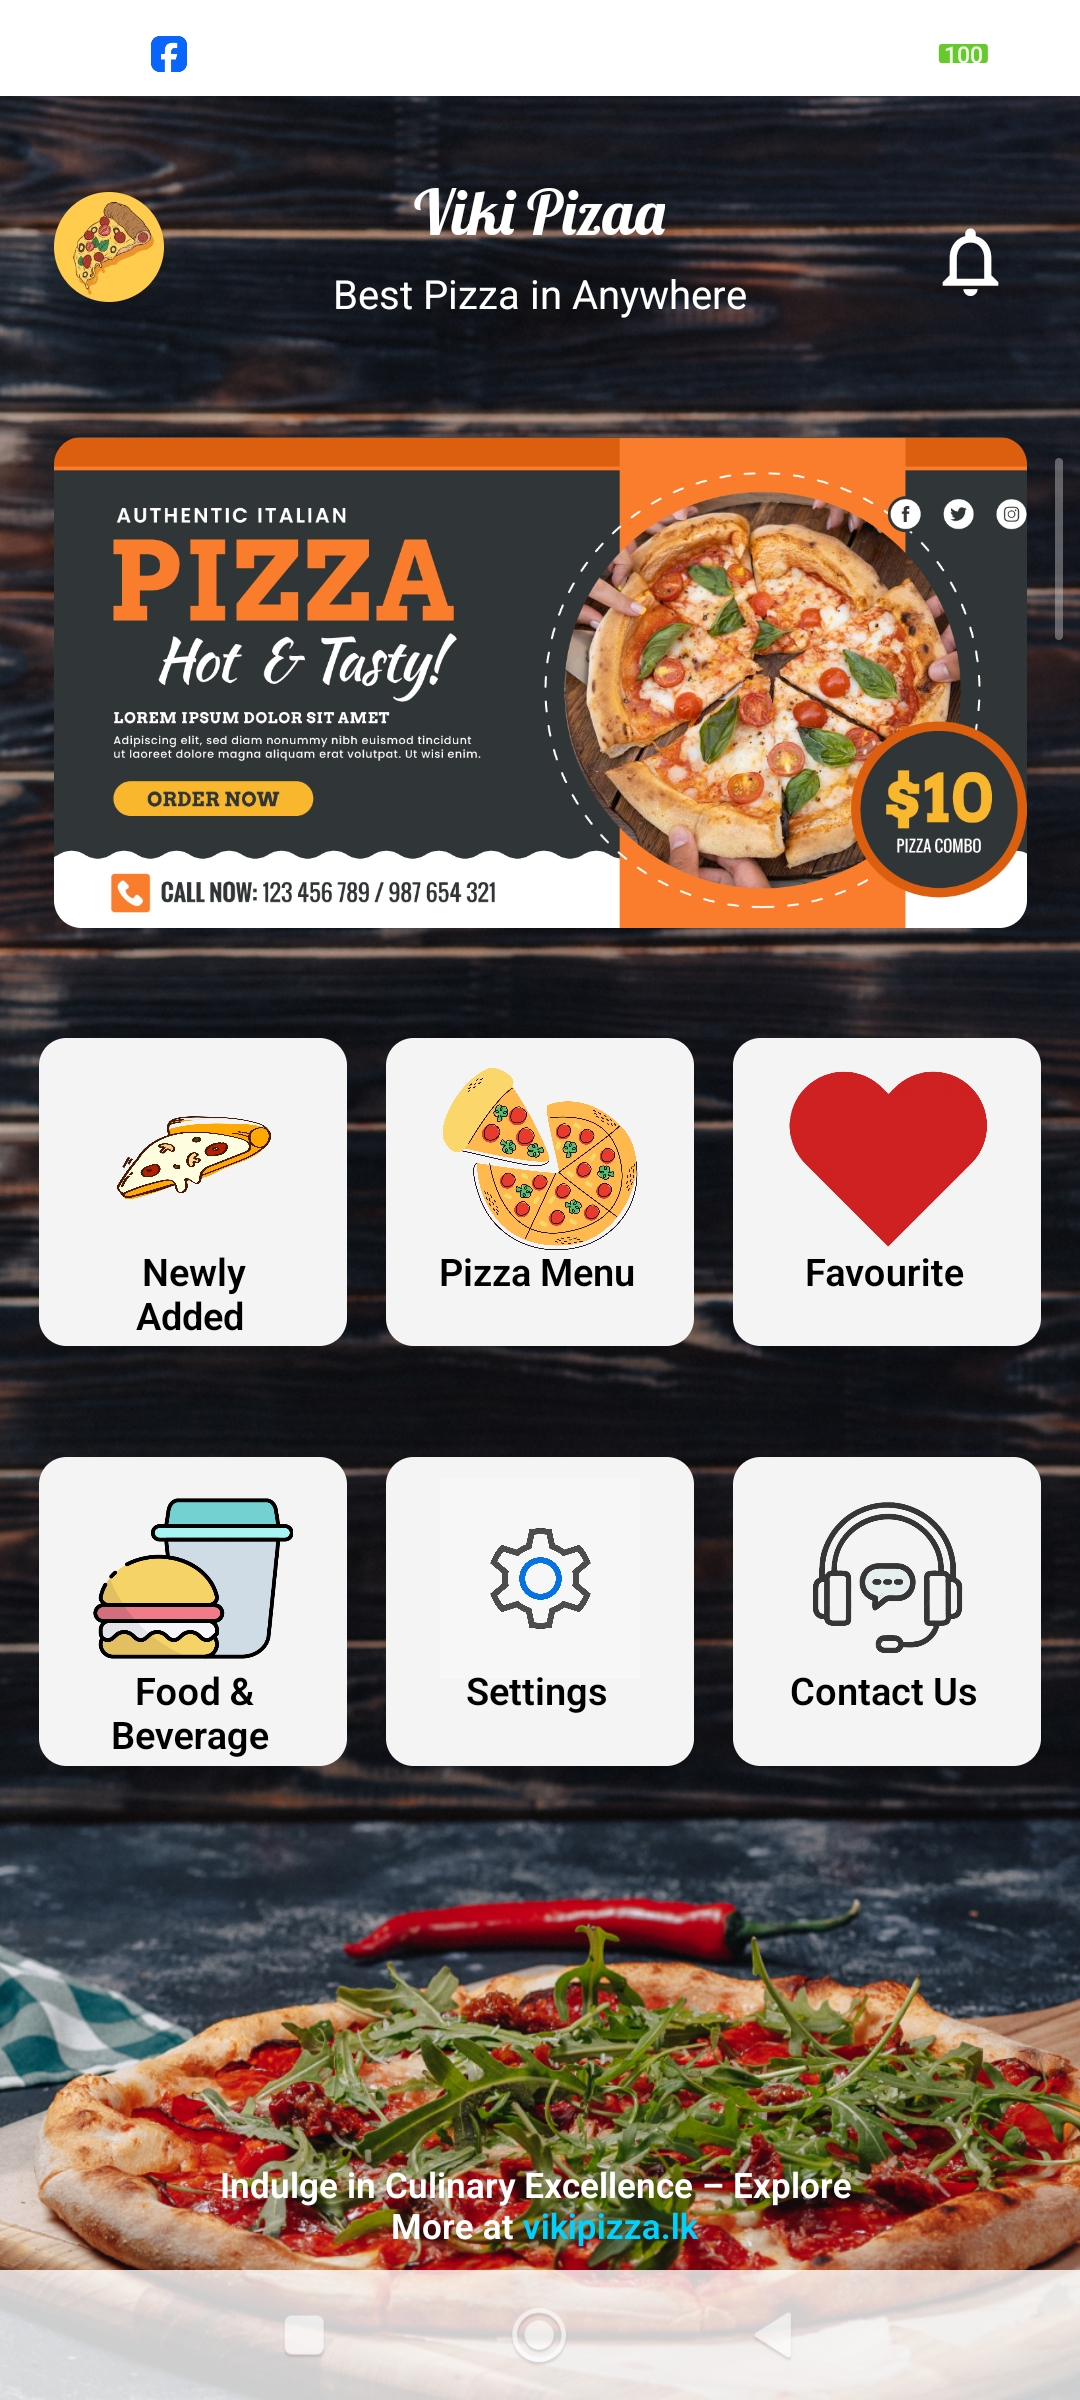 100
Viki Pizaa
Best Pizza in Anywhere
AUTHENTIC ITALIAN
PIZZA
Hot & Tasty!
LOREM IPSUM DOLOR SIT AMET
Adipiscing elit, sed diam nonummy nibh euismod tincidunt
ut laoreet dolore magna aliquam erat volutpat. Ut wisi enim.
ORDER NOW
$10
PIZZA COMBO
CALL NOW: 123 456 789 / 987 654 321
Newly
Added
Pizza Menu
Favourite
Food &
Beverage
Settings
Contact Us
Indulge in Culinary Excellence – Explore
More at vikipizza.lk